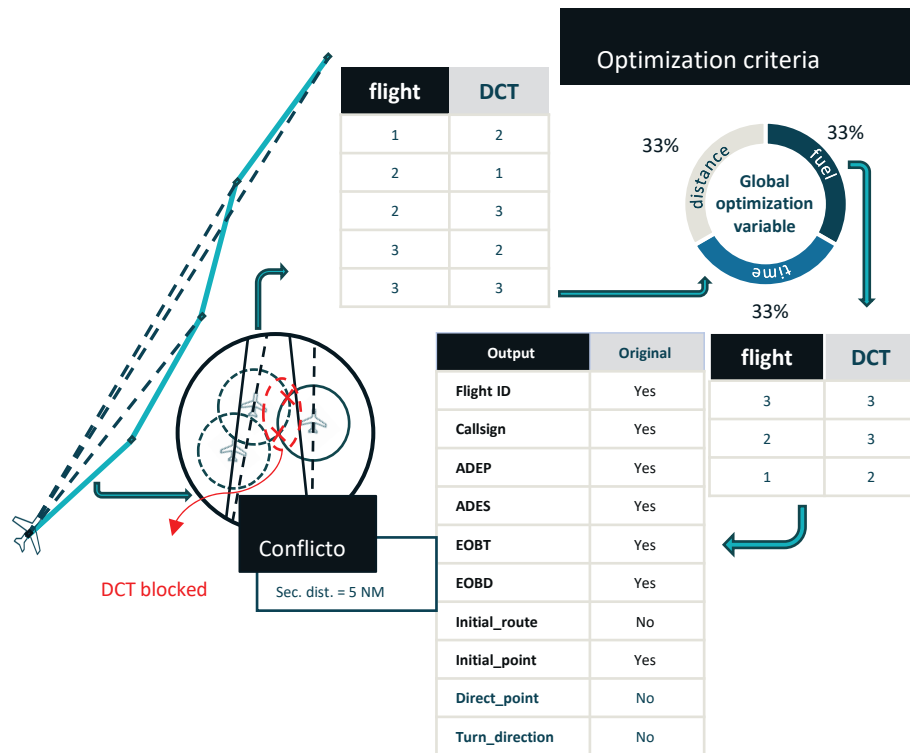 Optimization criteria
flight DCT
1 2
2 1
2 3
3 2
3 3
33%
33%
distance
fuel
time
Global
optimization
variable
33%
Output Original
Flight ID Yes
Callsign Yes
ADEP Yes
ADES Yes
EOBT Yes
EOBD Yes
Initial_route No
Initial_point Yes
Direct_point No
Turn_direction No
flight DCT
3 3
2 3
1 2
Conflicto
DCT blocked
Sec. dist. = 5 NM